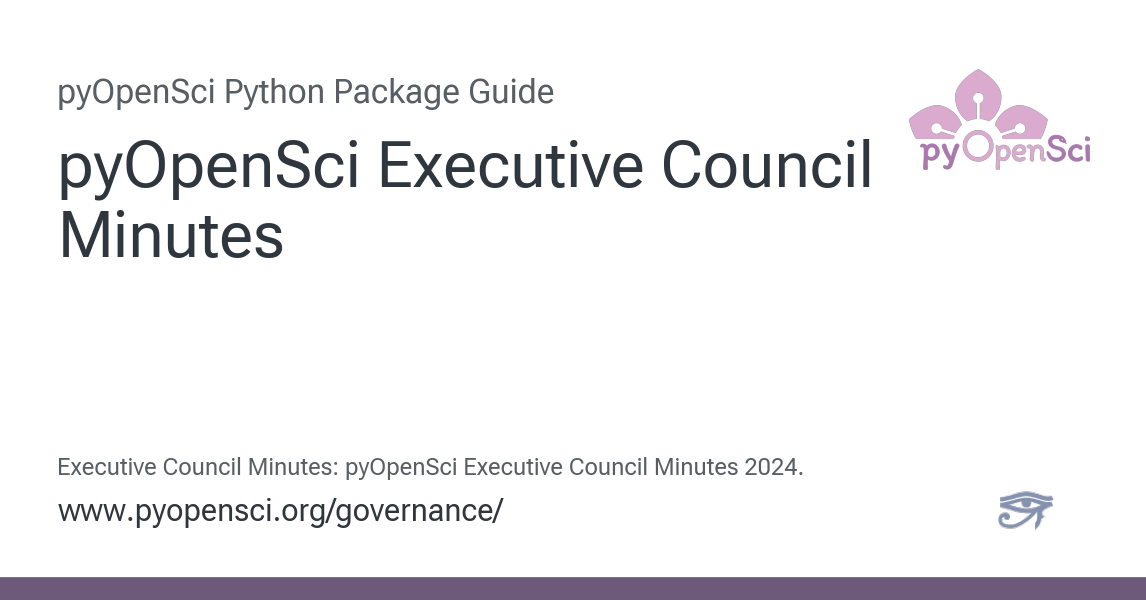 pyOpenSci Python Package Guide
pyOpenSci Executive Council
Minutes
pyOpenSci
Executive Council Minutes: pyOpenSci Executive Council Minutes 2024.
www.pyopensci.org/governance/